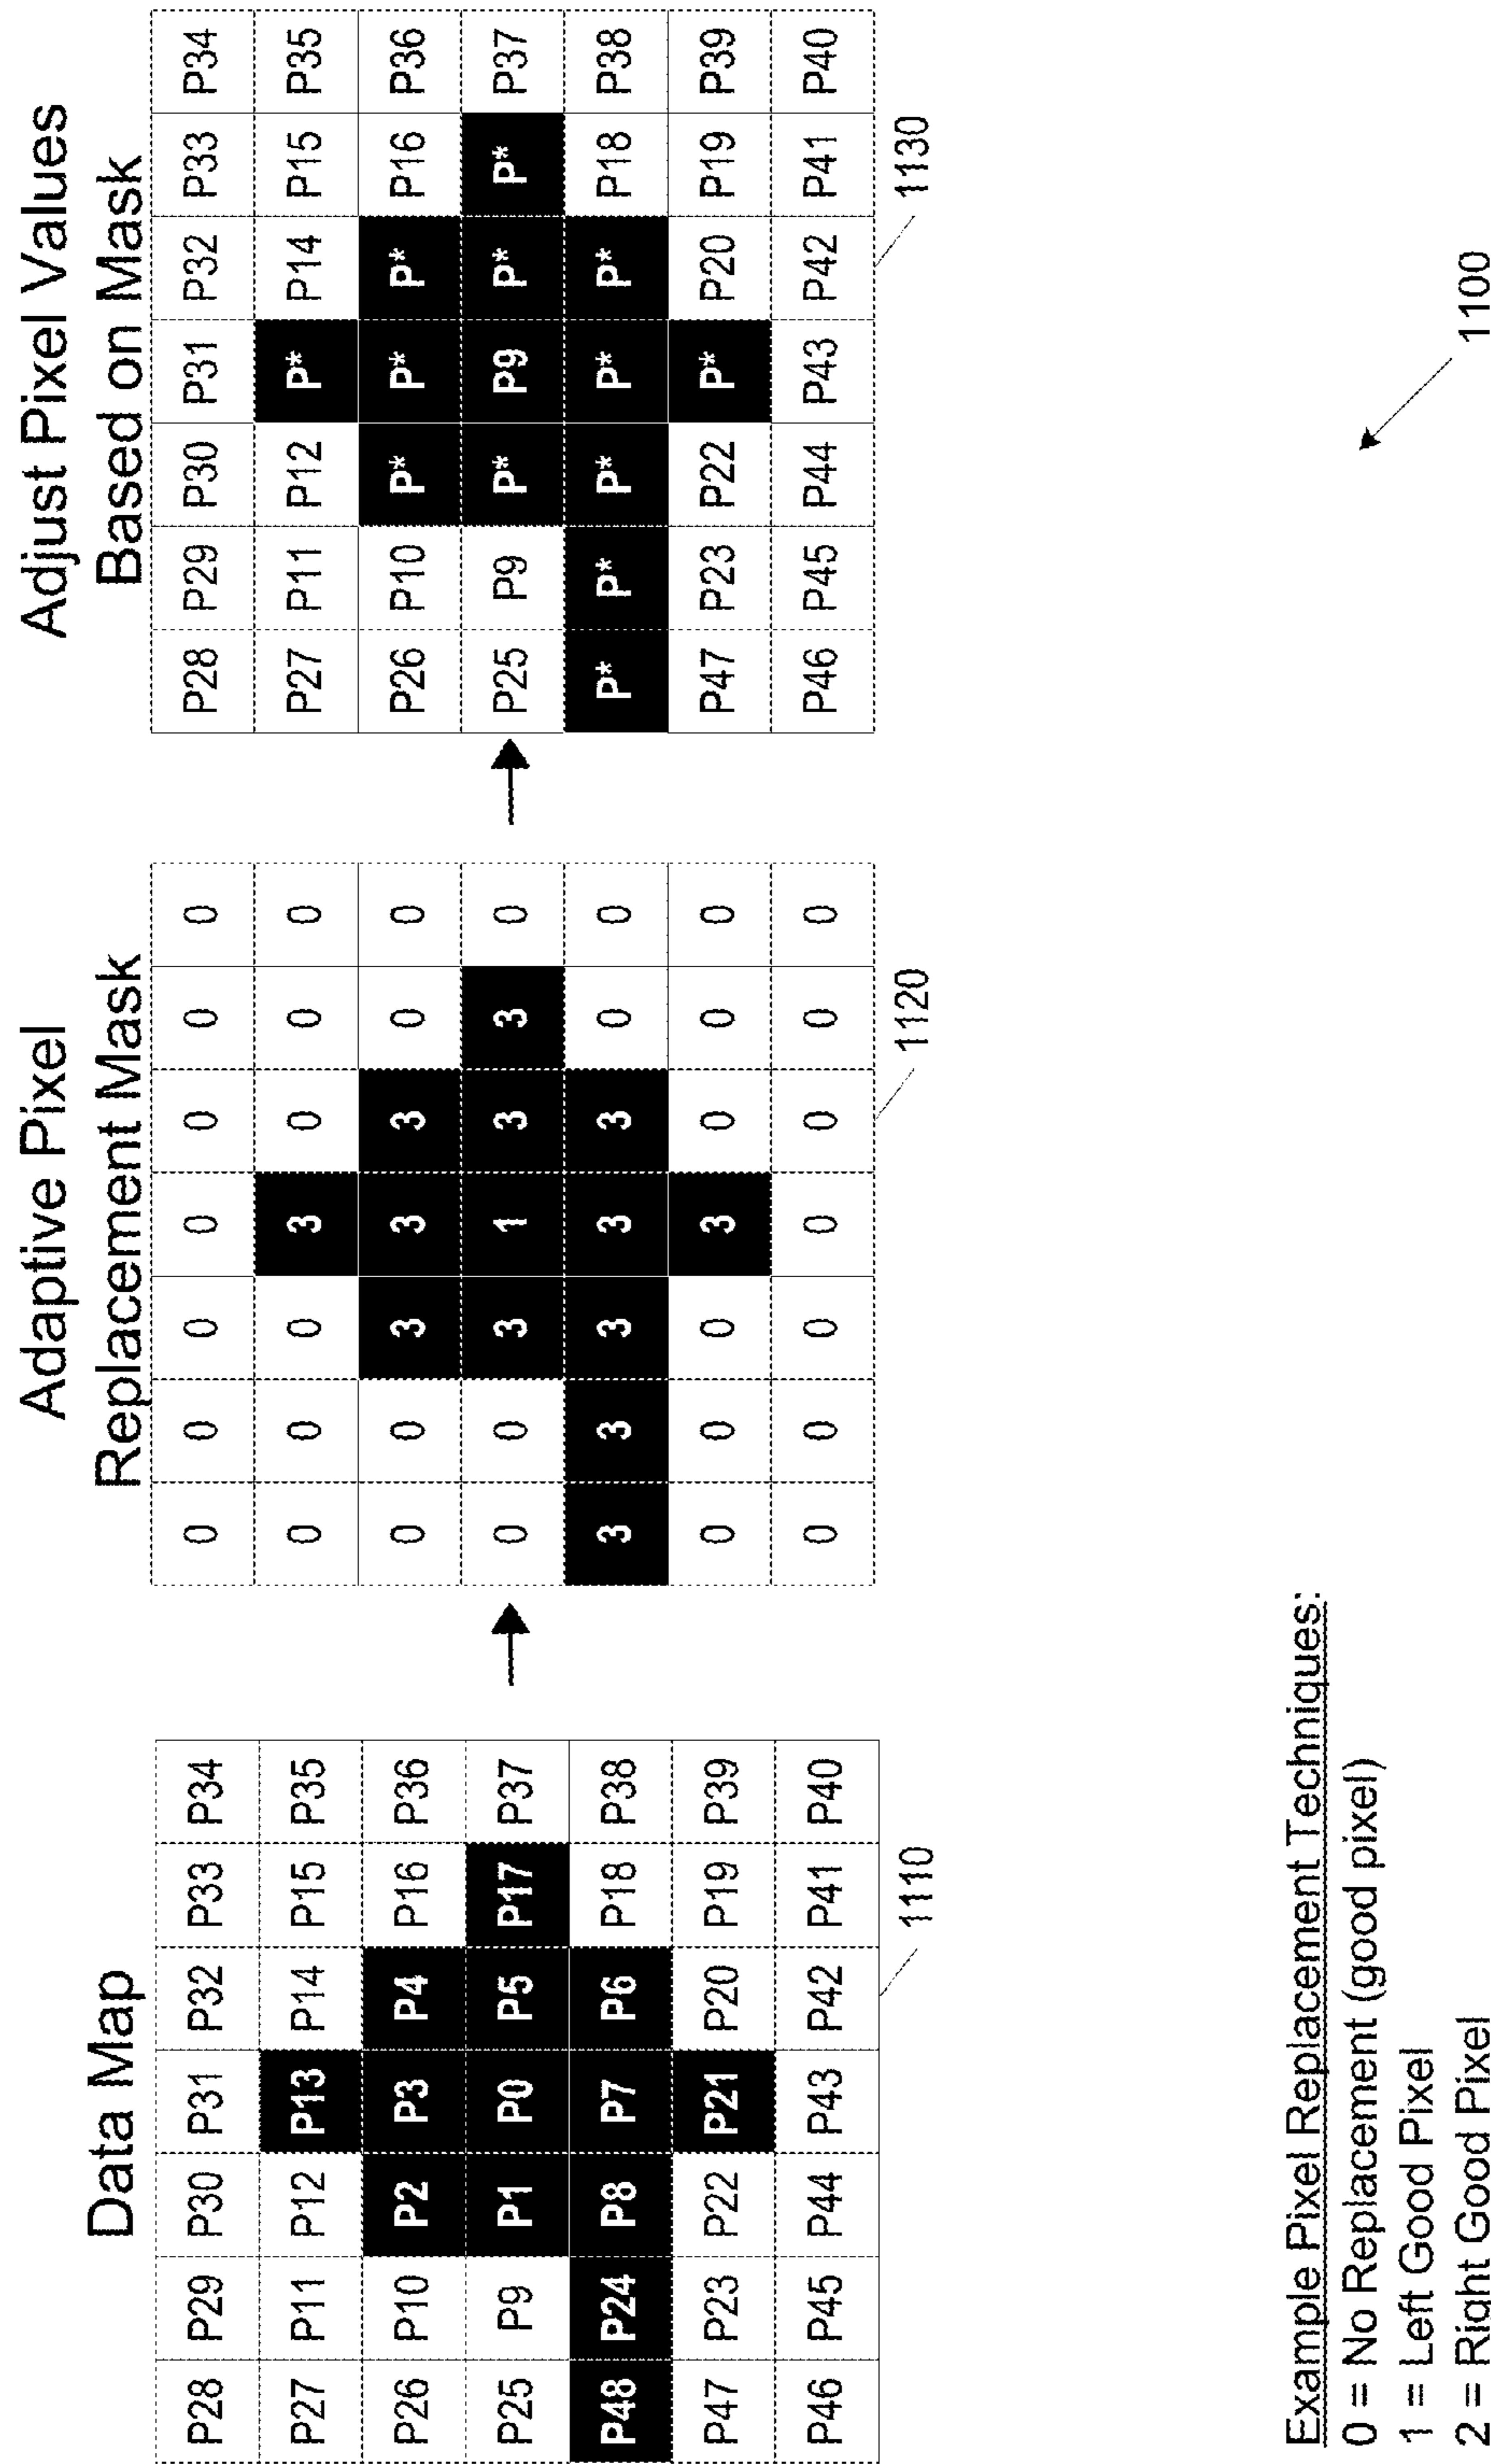 Data Map
P28 P29 P30 P31 P32 P33 P34
P27 P11 P12 P13 P14 P15 P35
P26 P10 P2 P3 P4 P16 P36
P25 P9 P1 P0 P5 P17 P37
P48 P24 P8 P7 P6 P18 P38
P47 P23 P22 P21 P20 P19 P39
P46 P45 P44 P43 P42 P41 P40
1110
Adaptive Pixel
Replacement Mask
0 0 0 0 0 0 0
0 0 0 3 0 0 0
0 0 3 3 3 0 0
0 0 3 1 3 3 0
3 3 3 3 3 0 0
0 0 0 3 0 0 0
0 0 0 0 0 0 0
1120
Adjust Pixel Values
Based on Mask
P28 P29 P30 P31 P32 P33 P34
P27 P11 P12 P* P14 P15 P35
P26 P10 P* P* P* P16 P36
P25 P9 P* P9 P* P* P37
P* P* P* P* P* P18 P38
P47 P23 P22 P* P20 P19 P39
P46 P45 P44 P43 P42 P41 P40
1130
Example Pixel Replacement Techniques:
0 = No Replacement (good pixel)
1 = Left Good Pixel
2 = Right Good Pixel
1100